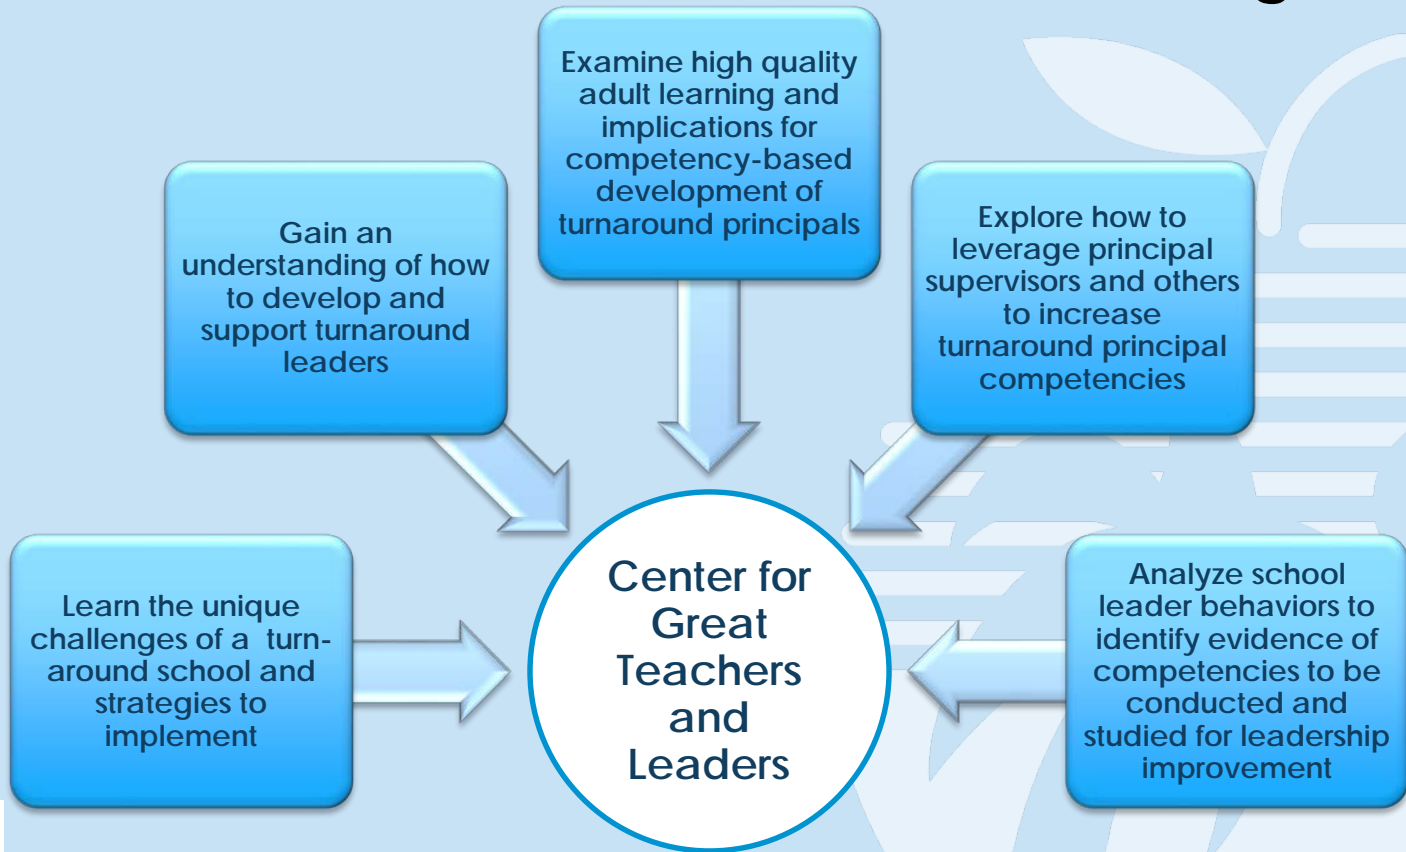 Examine high quality
adult learning and
implications for
competency-based
development of
turnaround principals
Gain an
understanding of how
to develop and
support turnaround
leaders
Explore how to
leverage principal
supervisors and others
to increase
turnaround principal
competencies
Learn the unique
challenges of a turn-
around school and
strategies to
implement
Center for
Great
Teachers
and
Leaders
Analyze school
leader behaviors to
identify evidence of
competencies to be
conducted and
studied for leadership
improvement